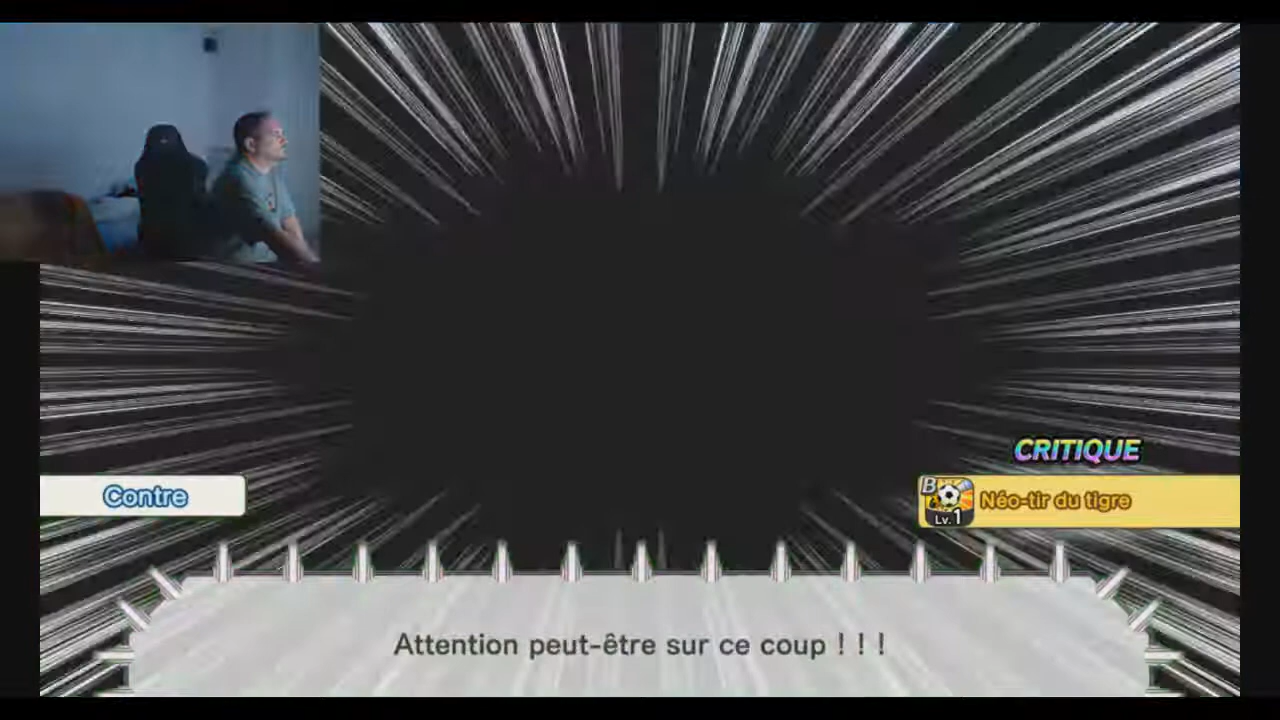 CRITIQUE
Contre
B
Néo-tir du tigre
Lv.1
Attention peut-être sur ce coup ! ! !